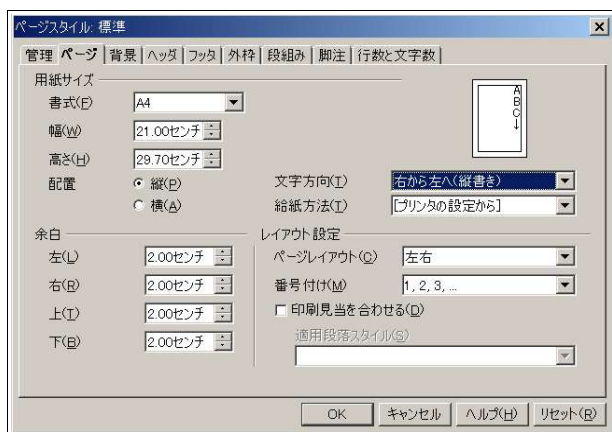 ページスタイル: 標準
管理 ページ 背景 ヘッダ フッタ 外枠 段組み 脚注 行数と文字数
用紙サイズ
書式(F) A4
幅(W) 21.00センチ
高さ(H) 29.70センチ
配置 縦(P)
横(A)
A
B
C
文字方向(T) 右から左へ(縦書き)
給紙方法(T) [プリンタの設定から]
余白
左(L) 2.00センチ
右(R) 2.00センチ
上(T) 2.00センチ
下(B) 2.00センチ
レイアウト設定
ページレイアウト(C) 左右
番号付け(M) 1, 2, 3, ...
印刷見当を合わせる(D)
適用段落スタイル(S)
OK キャンセル ヘルプ(H) リセット(R)